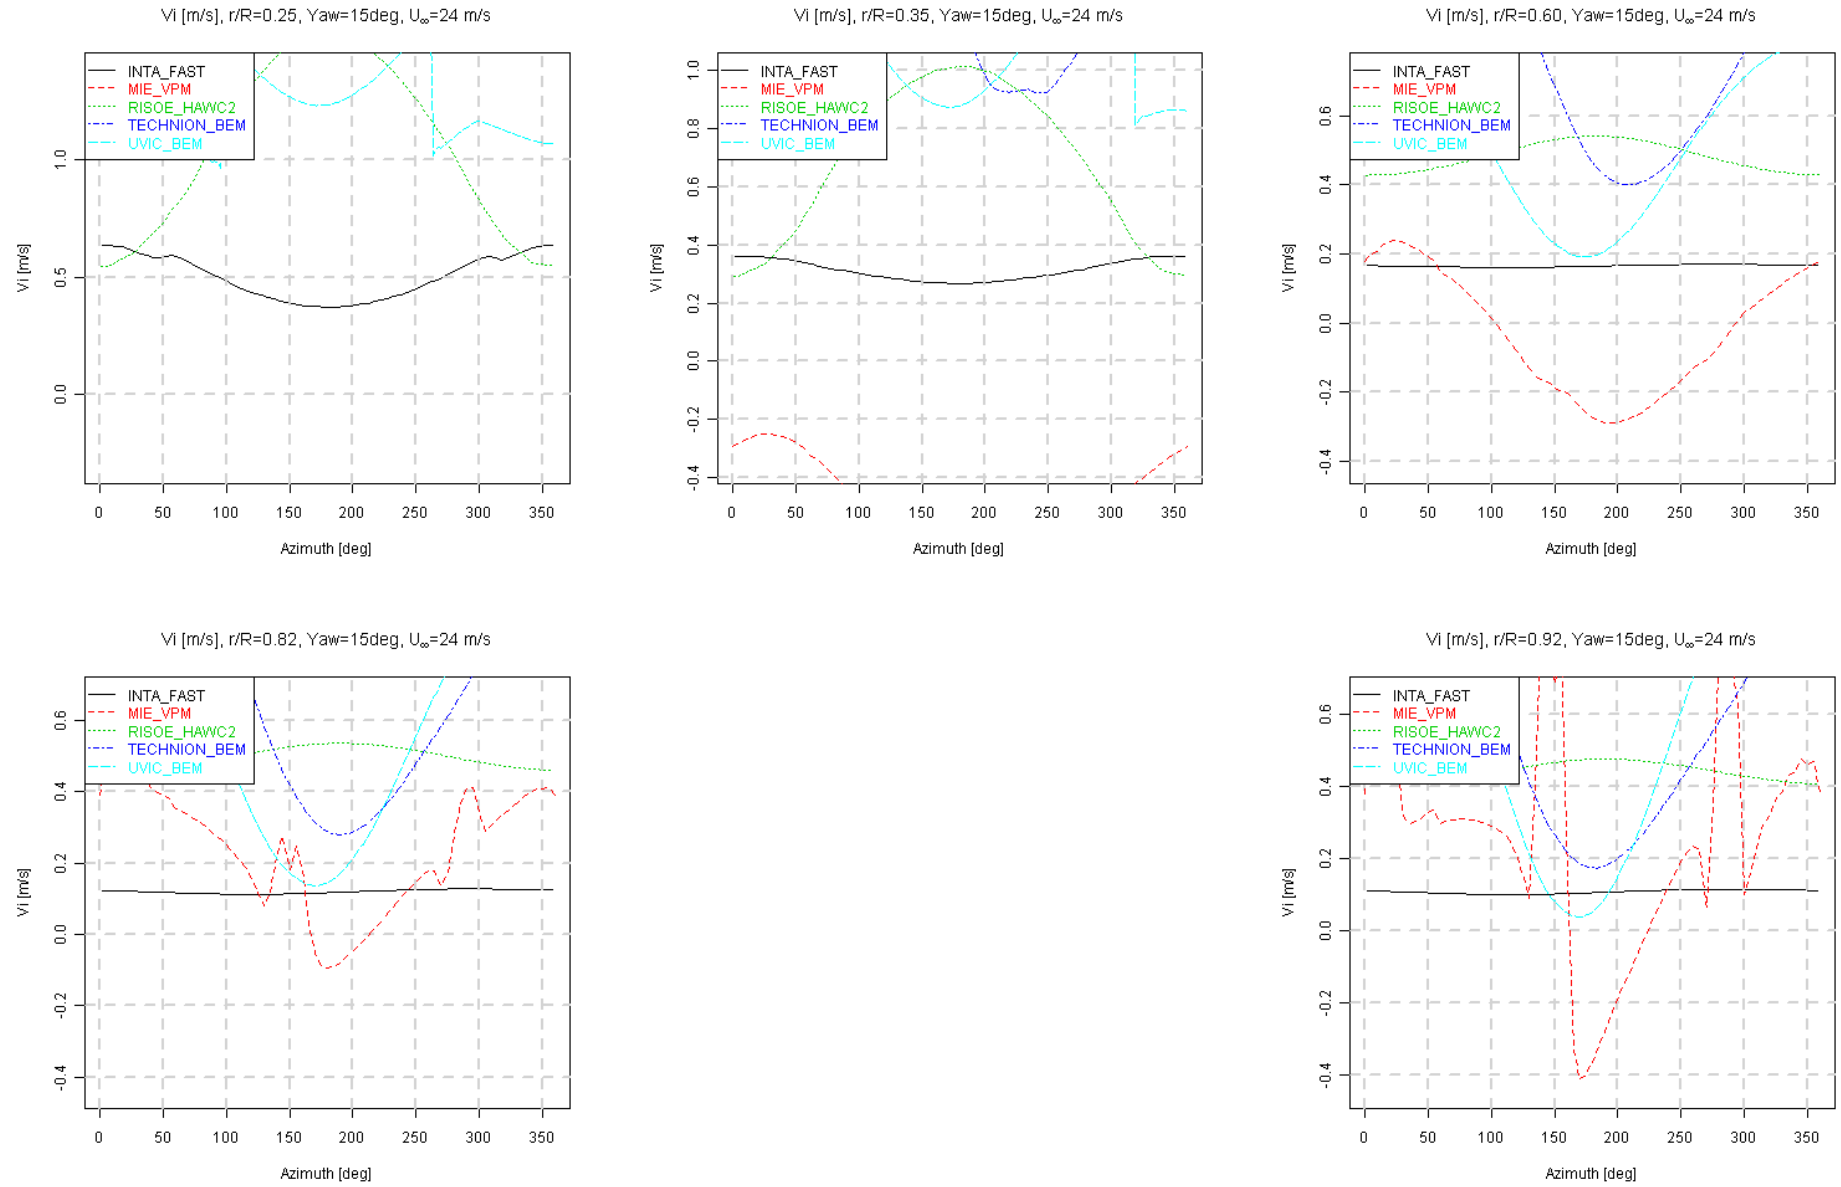 Vi [m/s], r/R=0.25, Yaw=15deg, U∞=24 m/s
INTA_FAST
MIE_VPM
RISOE_HAWC2
TECHNION_BEM
UVIC_BEM
Vi [m/s]
1.0
0.5
0.0
0 50 100 150 200 250 300 350
Azimuth [deg]
Vi [m/s], r/R=0.35, Yaw=15deg, U∞=24 m/s
INTA_FAST
MIE_VPM
RISOE_HAWC2
TECHNION_BEM
UVIC_BEM
Vi [m/s]
1.0
0.8
0.6
0.4
0.2
0.0
-0.2
-0.4
0 50 100 150 200 250 300 350
Azimuth [deg]
Vi [m/s], r/R=0.60, Yaw=15deg, U∞=24 m/s
INTA_FAST
MIE_VPM
RISOE_HAWC2
TECHNION_BEM
UVIC_BEM
Vi [m/s]
0.6
0.4
0.2
0.0
-0.2
-0.4
0 50 100 150 200 250 300 350
Azimuth [deg]
Vi [m/s], r/R=0.82, Yaw=15deg, U∞=24 m/s
INTA_FAST
MIE_VPM
RISOE_HAWC2
TECHNION_BEM
UVIC_BEM
Vi [m/s]
0.6
0.4
0.2
0.0
-0.2
-0.4
0 50 100 150 200 250 300 350
Azimuth [deg]
Vi [m/s], r/R=0.92, Yaw=15deg, U∞=24 m/s
INTA_FAST
MIE_VPM
RISOE_HAWC2
TECHNION_BEM
UVIC_BEM
Vi [m/s]
0.6
0.4
0.2
0.0
-0.2
-0.4
0 50 100 150 200 250 300 350
Azimuth [deg]